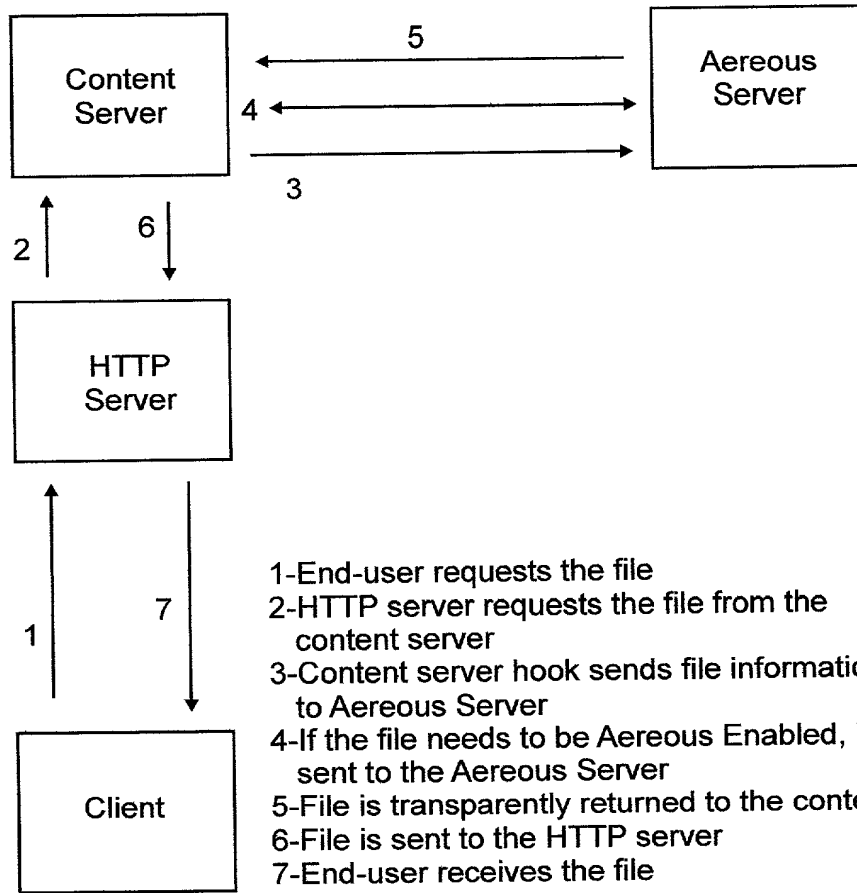 5
Content
Server
Aereous
Server
4
3
2
6
HTTP
Server
1
7
Client
1-End-user requests the file
2-HTTP server requests the file from the
content server
3-Content server hook sends file
to Aereous Server
4-If the file needs to be Aereous Enabled,
sent to the Aereous Server
5-File is transparently returned to the
6-File is sent to the HTTP server
7-End-user receives the file